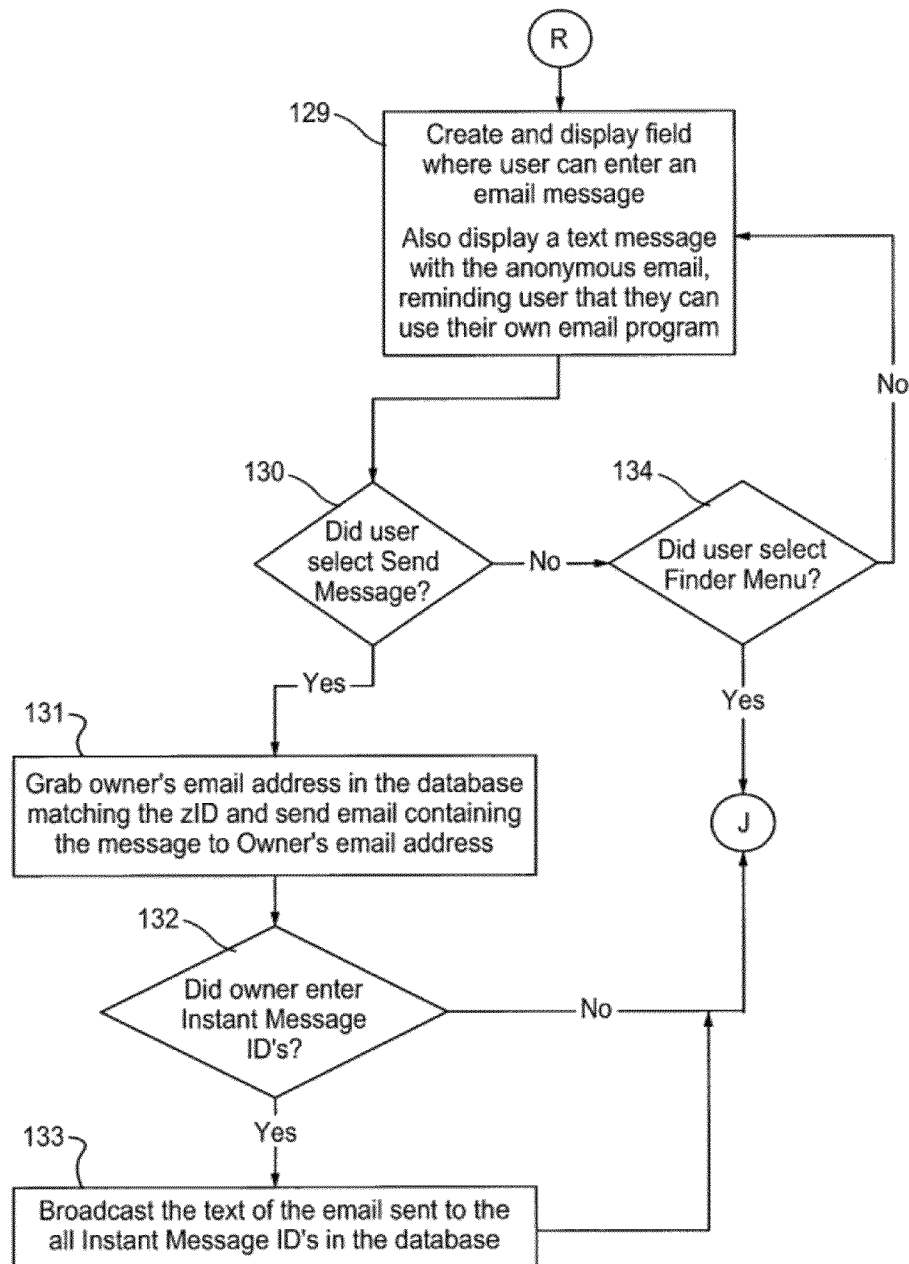 R
129
Create and display field
where user can enter an
email message
Also display a text message
with the anonymous email,
reminding user that they can
use their own email program
No
130
Did user
select Send
Message?
No
134
Did user select
Finder Menu?
Yes
Yes
131
Grab owner's email address in the database
matching the zID and send email containing
the message to Owner's email address
J
132
Did owner enter
Instant Message
ID's?
No
Yes
133
Broadcast the text of the email sent to the
all Instant Message ID's in the database